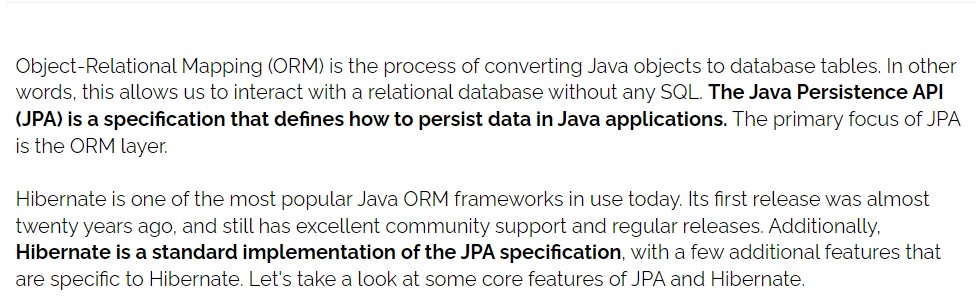 Object-Relational Mapping (ORM) is the process of converting Java objects to database tables. In other
words, this allows us to interact with a relational database without any SQL. The Java Persistence API
(JPA) is a specification that defines how to persist data in Java applications. The primary focus of JPA
is the ORM layer.
Hibernate is one of the most popular Java ORM frameworks in use today. Its first release was almost
twenty years ago, and still has excellent community support and regular releases. Additionally,
Hibernate is a standard implementation of the JPA specification, with a few additional features that
are specific to Hibernate. Let's take a look at some core features of JPA and Hibernate.